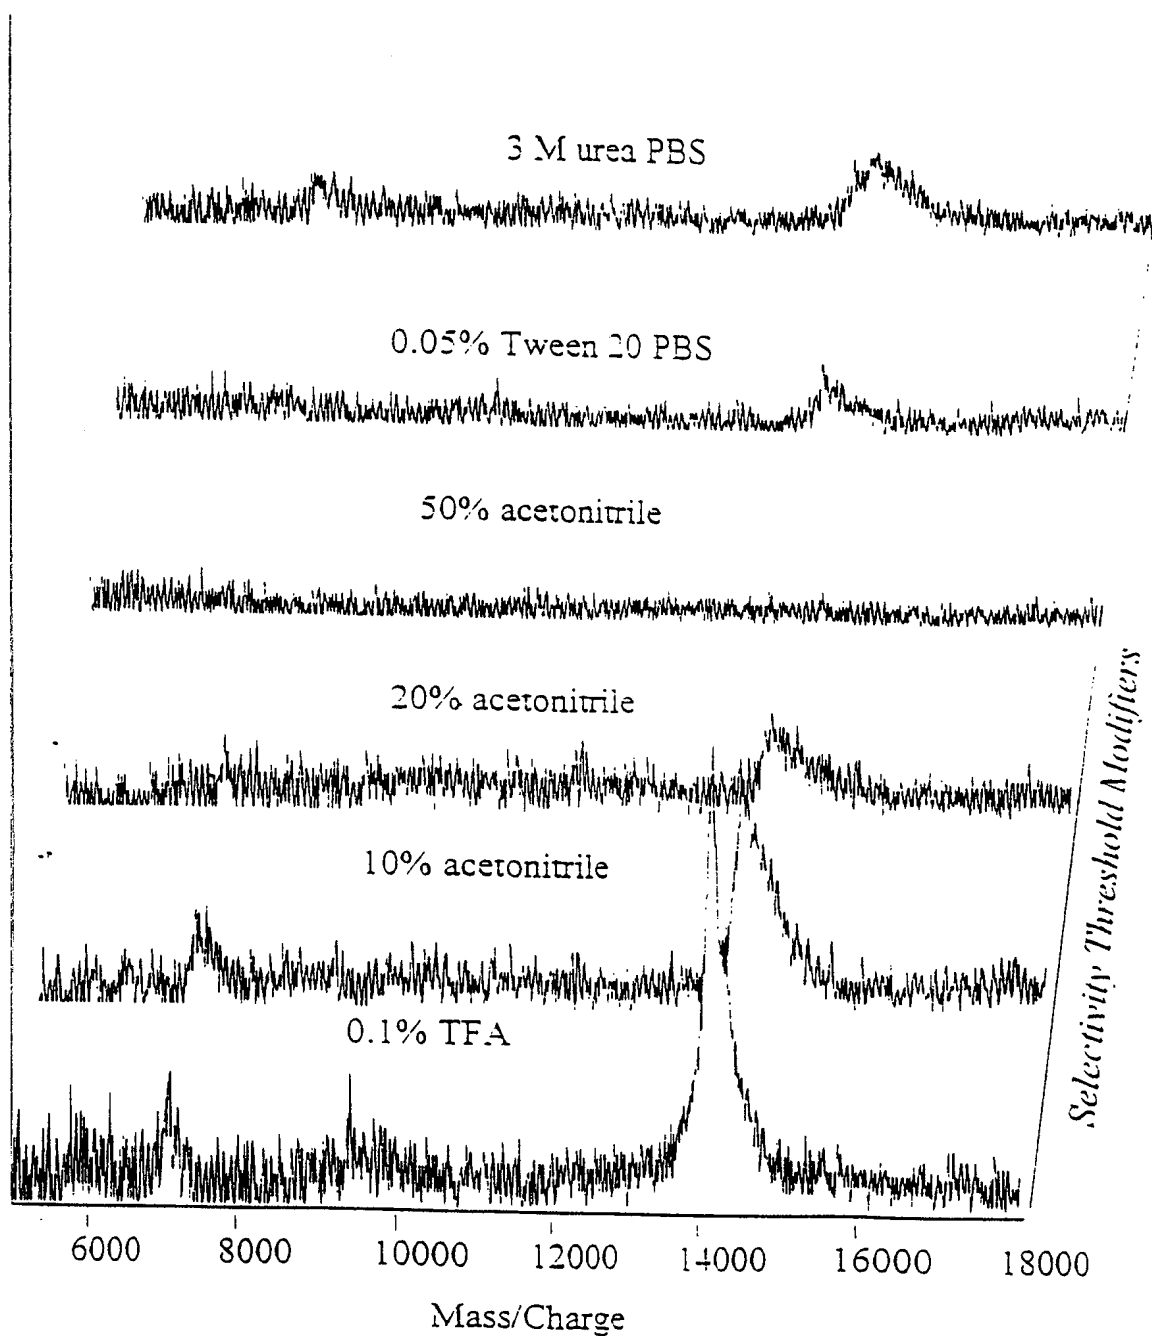 3 M urea PBS
0.05% Tween 20 PBS
50% acetonitrile
20% acetonitrile
10% acetonitrile
0.1% TFA
Selectivity Threshold Modifiers
6000 8000 10000 12000 14000 16000 18000
Mass/Charge